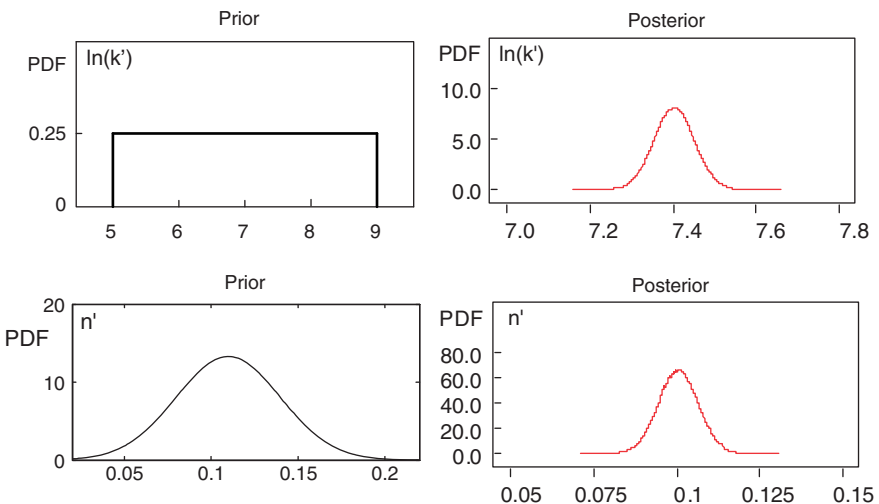 Prior
PDF
ln(k’)
0.25
0
5 6 7 8 9
Posterior
PDF
ln(k')
10.0
5.0
0.0
7.0 7.2 7.4 7.6 7.8
Prior
20
PDF
n'
10
0
0.05 0.1 0.15 0.2
Posterior
PDF
n'
80.0
60.0
40.0
20.0
0.0
0.05 0.075 0.1 0.125 0.15